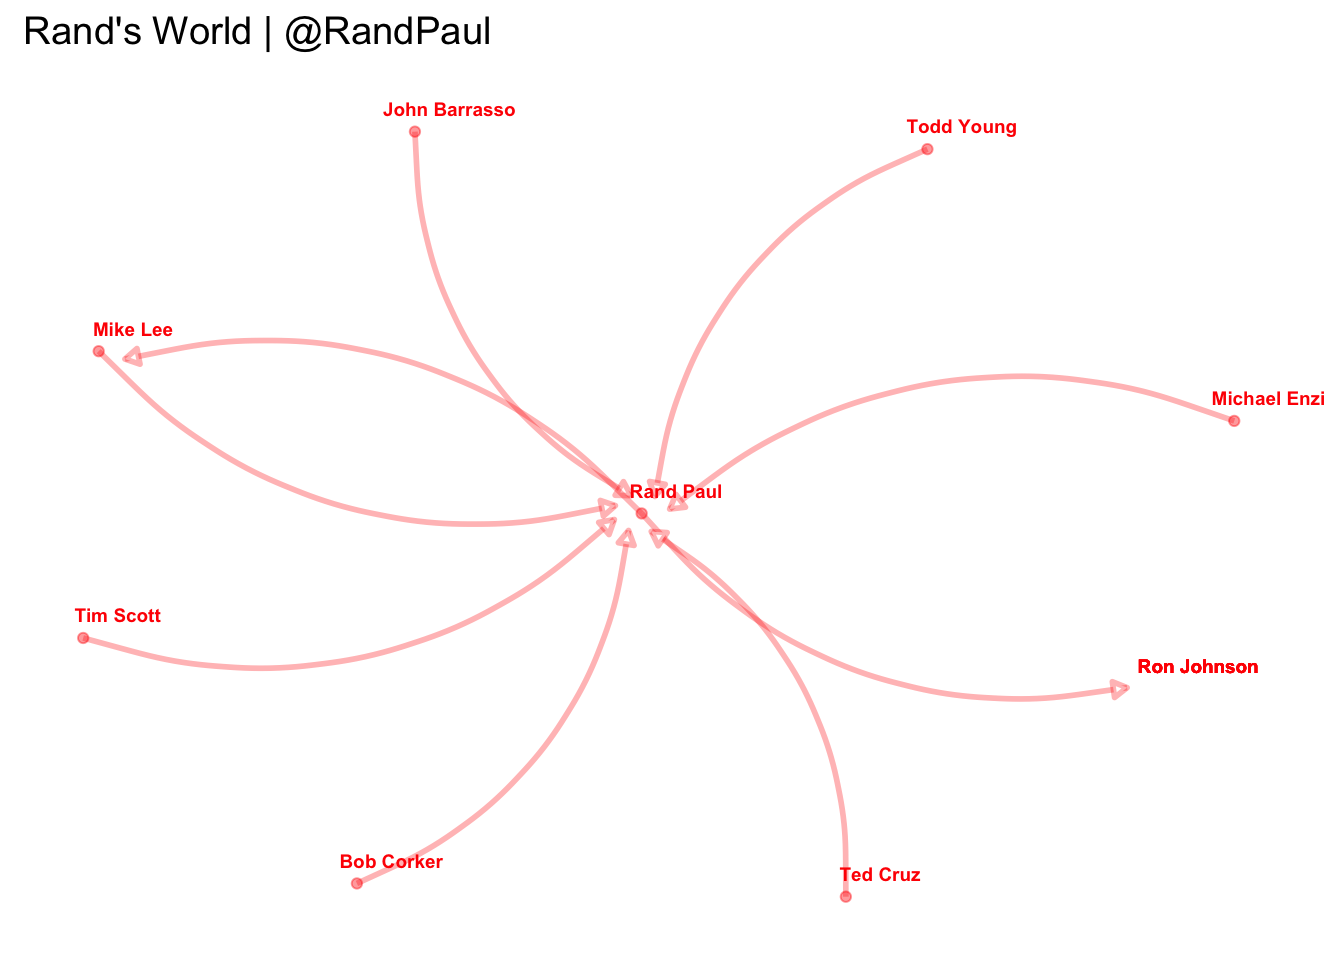 Rand's World | @RandPaul
John Barrasso
Todd Young
Mike Lee
Michael Enzi
Rand Paul
Tim Scott
Ron Johnson
Bob Corker
Ted Cruz